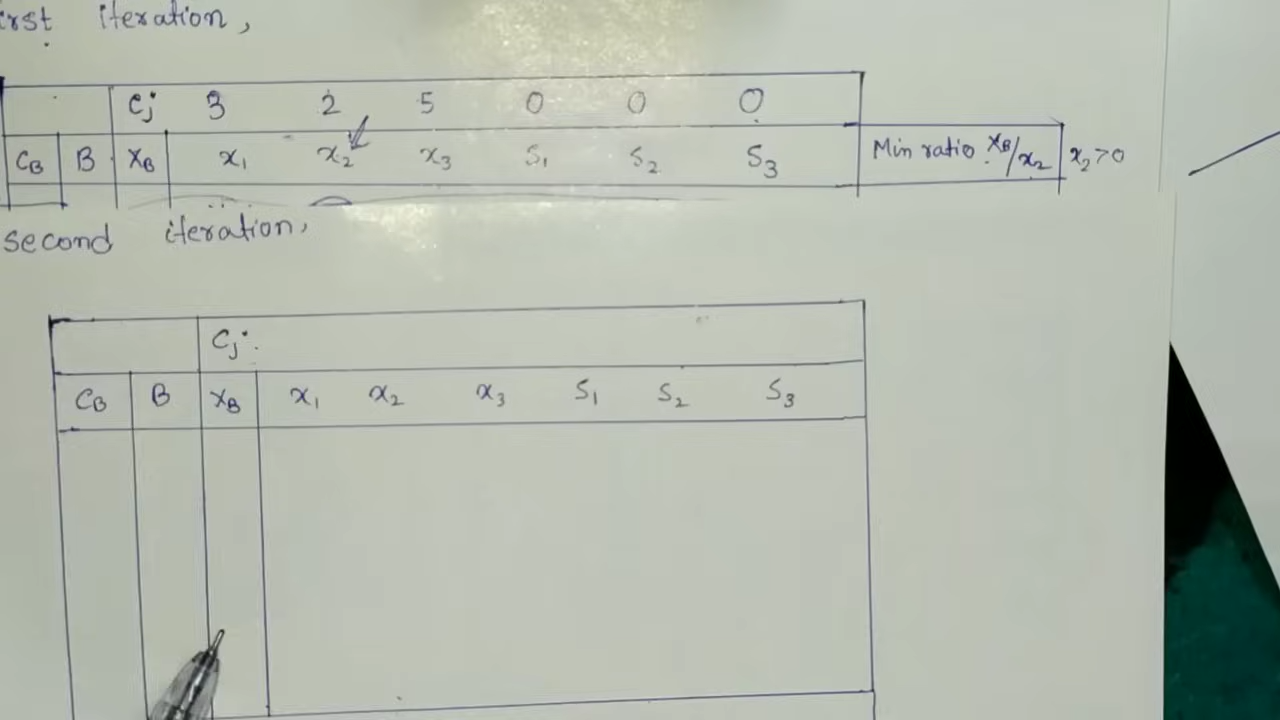 irst iteration,
Cj 3 2 5 0 0 0
CB B XB x1 x2 x3 S1 S2 S3 Min ratio XB/x2 x2>0
second iteration,
Cj
CB B XB x1 x2 x3 S1 S2 S3